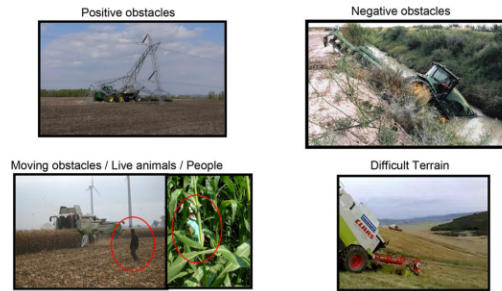 Positive obstacles
Negative obstacles
Moving obstacles / Live animals / People
Difficult Terrain
CLAAS